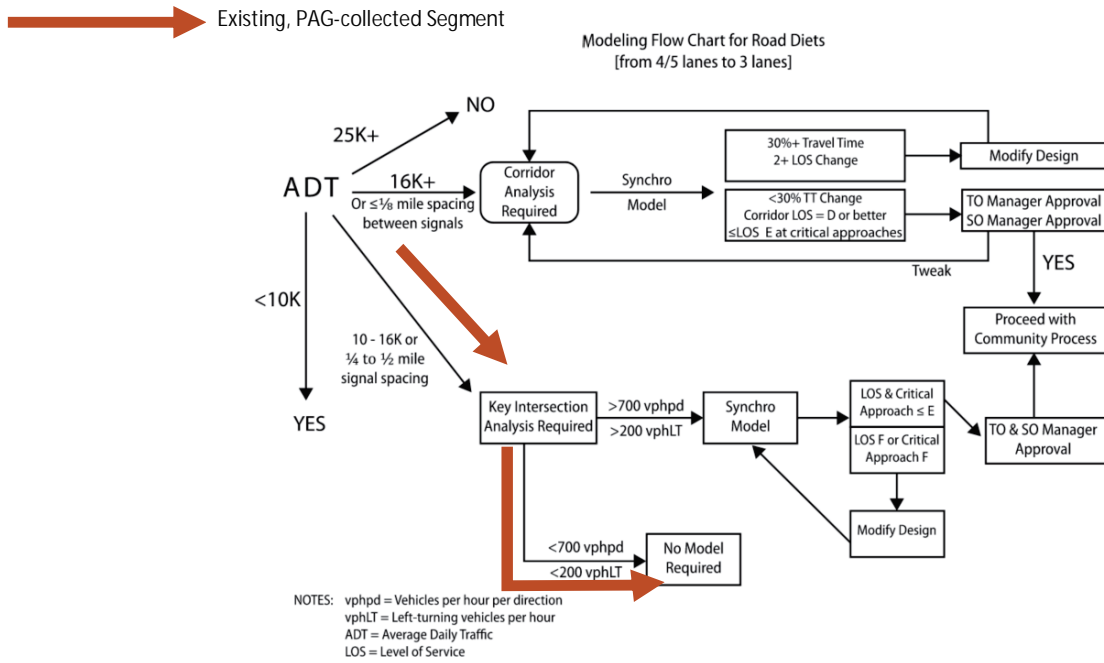 Existing, PAG-collected Segment
Modeling Flow Chart for Road Diets
[from 4/5 lanes to 3 lanes]
NO
25K+
ADT
16K+
Or ≤⅛ mile spacing
between signals
Corridor
Analysis
Required
Synchro
Model
30%+ Travel Time
2+ LOS Change
Modify Design
<30% TT Change
Corridor LOS = D or better
≤LOS E at critical approaches
TO Manager Approval
SO Manager Approval
Tweak
YES
<10K
YES
10 - 16K or
¼ to ½ mile
signal spacing
Proceed with
Community Process
Key Intersection
Analysis Required
>700 vphpd
>200 vphLT
Synchro
Model
LOS & Critical
Approach ≤ E
LOS F or Critical
Approach F
TO & SO Manager
Approval
Modify Design
<700 vphpd
<200 vphLT
No Model
Required
NOTES: vphpd = Vehicles per hour per direction
vphLT = Left-turning vehicles per hour
ADT = Average Daily Traffic
LOS = Level of Service